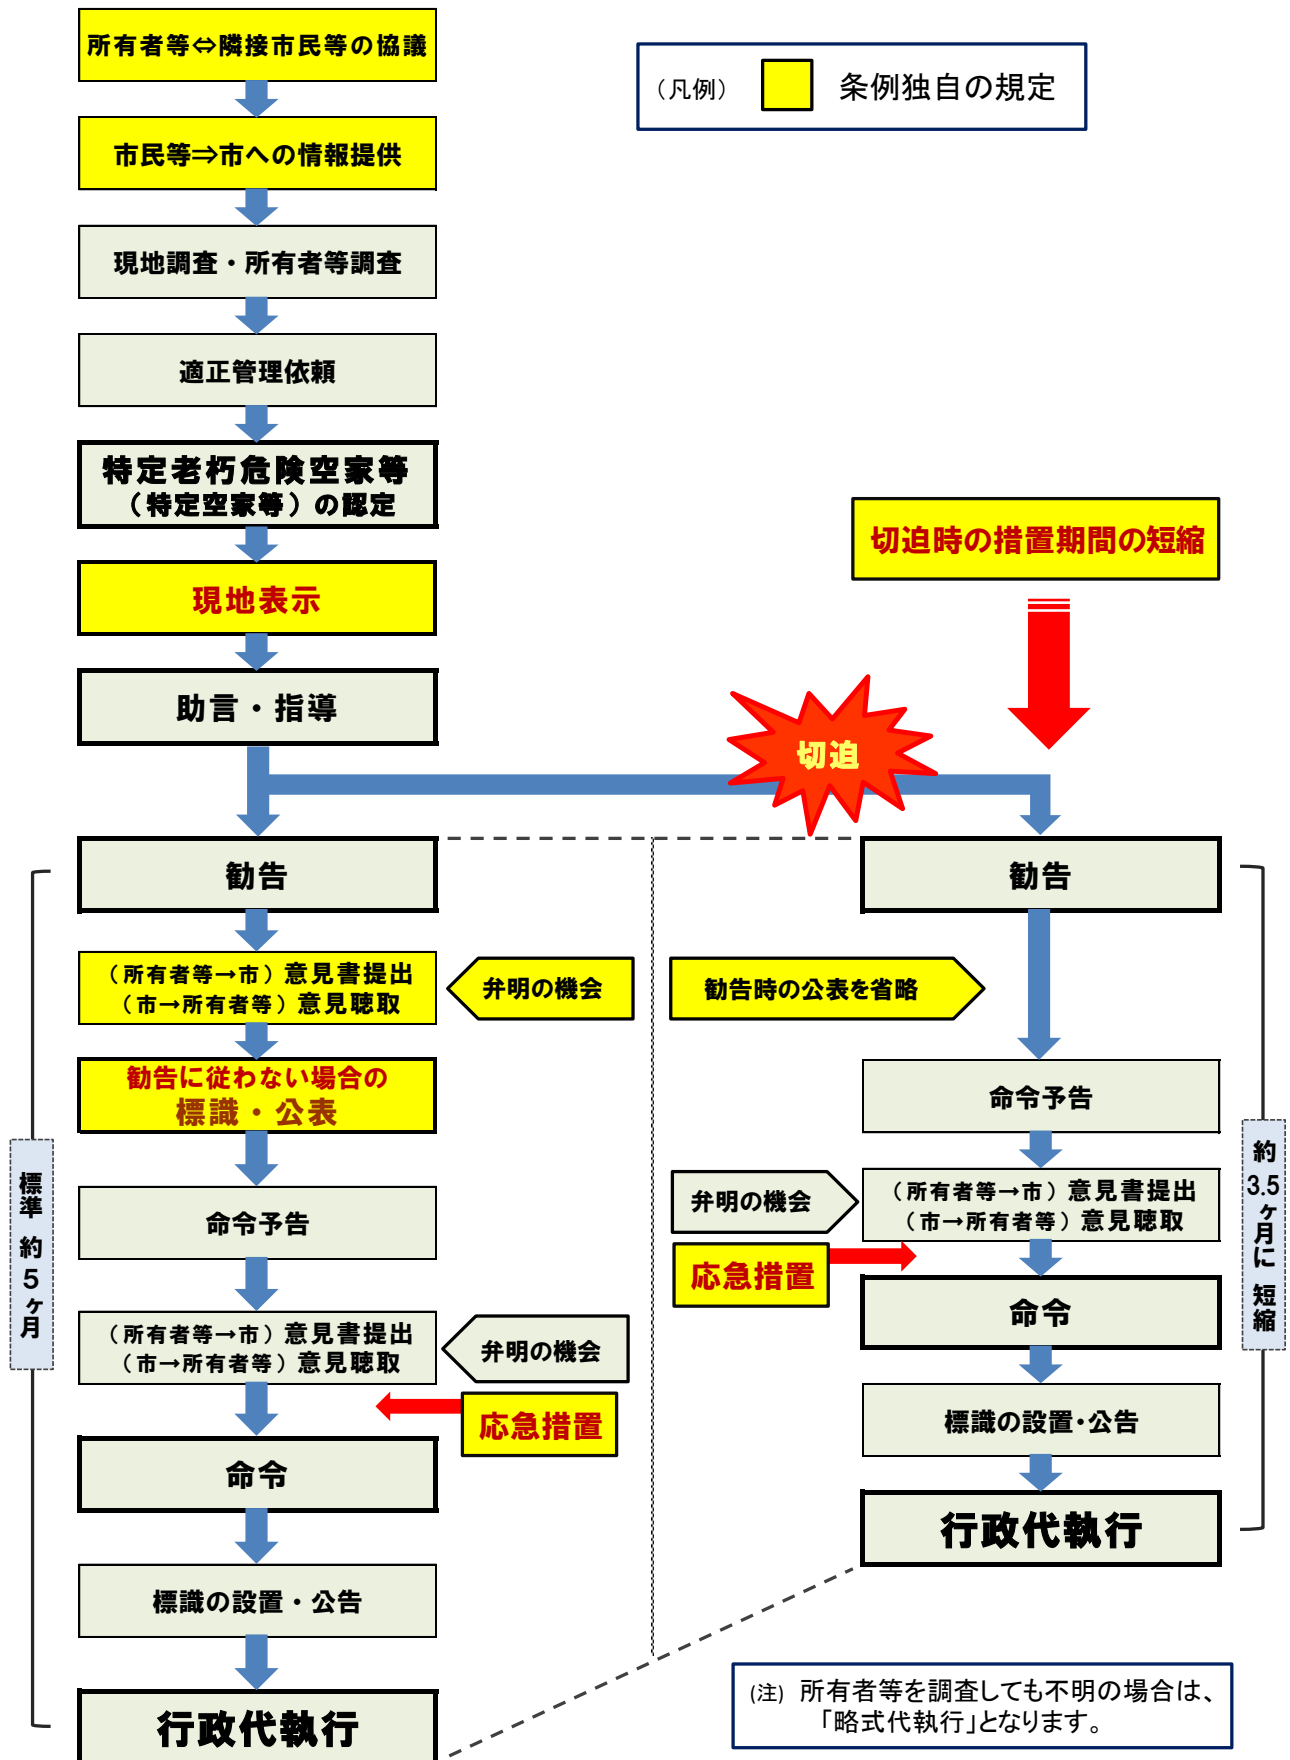 所有者等⇔隣接市民等の協議
(凡例) 条例独自の規定
市民等⇒市への情報提供
現地調査・所有者等調査
適正管理依頼
特定老朽危険空家等
(特定空家等)の認定
現地表示
助言・指導
切迫時の措置期間の短縮
切迫
勧告
(所有者等→市)意見書提出
(市→所有者等)意見聴取
弁明の機会
勧告に従わない場合の
標識・公表
命令予告
(所有者等→市)意見書提出
(市→所有者等)意見聴取
弁明の機会
応急措置
命令
標識の設置・公告
行政代執行
標準 約5ヶ月
勧告
勧告時の公表を省略
命令予告
弁明の機会
(所有者等→市)意見書提出
(市→所有者等)意見聴取
応急措置
命令
標識の設置・公告
行政代執行
約3.5ヶ月に 短縮
(注) 所有者等を調査しても不明の場合は、
「略式代執行」となります。